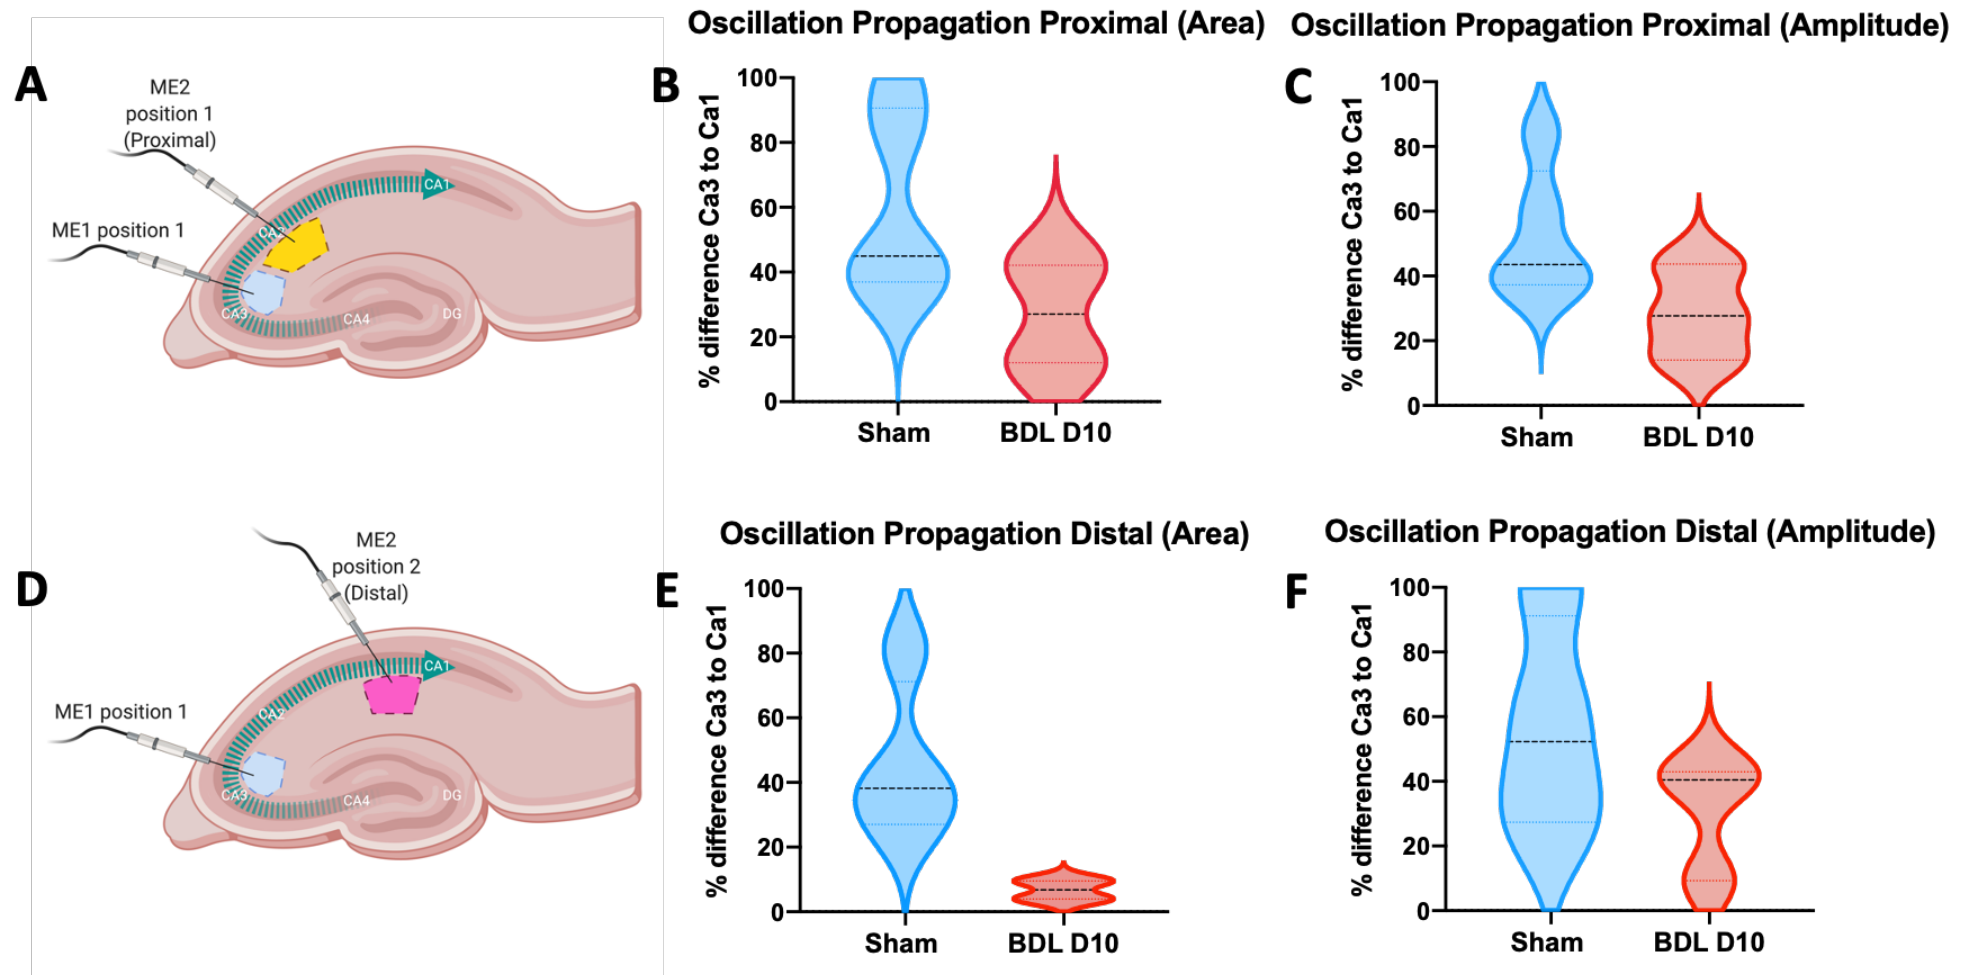 A
ME2
position 1
(Proximal)
ME1 position 1
CA1
CA2
CA3
CA4
DG
B
Oscillation Propagation Proximal (Area)
% difference Ca3 to Ca1
100
80
60
40
20
0
Sham
BDL D10
C
Oscillation Propagation Proximal (Amplitude)
% difference Ca3 to Ca1
100
80
60
40
20
0
Sham
BDL D10
D
ME2
position 2
(Distal)
ME1 position 1
CA1
CA2
CA3
CA4
DG
E
Oscillation Propagation Distal (Area)
% difference Ca3 to Ca1
100
80
60
40
20
0
Sham
BDL D10
F
Oscillation Propagation Distal (Amplitude)
% difference Ca3 to Ca1
100
80
60
40
20
0
Sham
BDL D10